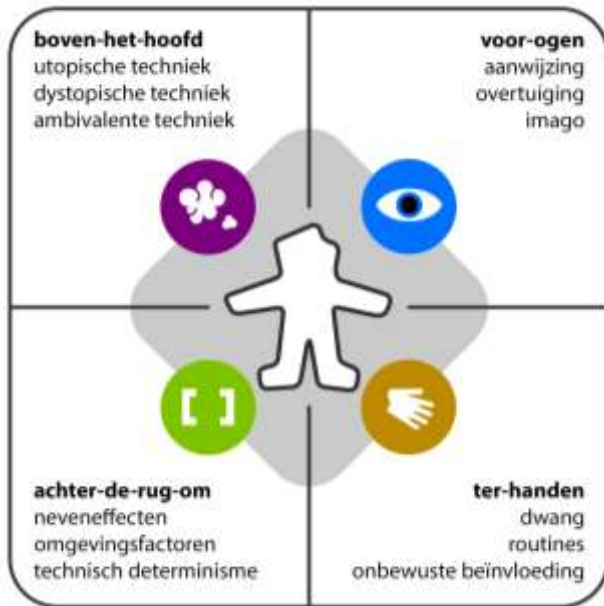 boven-het-hoofd
utopische techniek
dystopische techniek
ambivalente techniek
voor-ogen
aanwijzing
overtuiging
imago
[ ]
achter-de-rug-om
neveneffecten
omgevingsfactoren
technisch determinisme
ter-handen
dwang
routines
onbewuste beïnvloeding